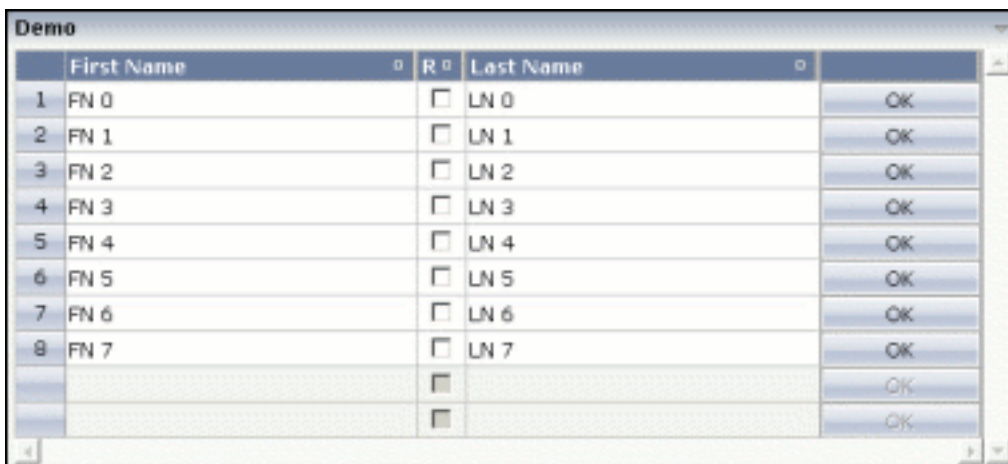 Demo
First Name R Last Name
1 FN 0 LN 0 OK
2 FN 1 LN 1 OK
3 FN 2 LN 2 OK
4 FN 3 LN 3 OK
5 FN 4 LN 4 OK
6 FN 5 LN 5 OK
7 FN 6 LN 6 OK
8 FN 7 LN 7 OK
OK
OK